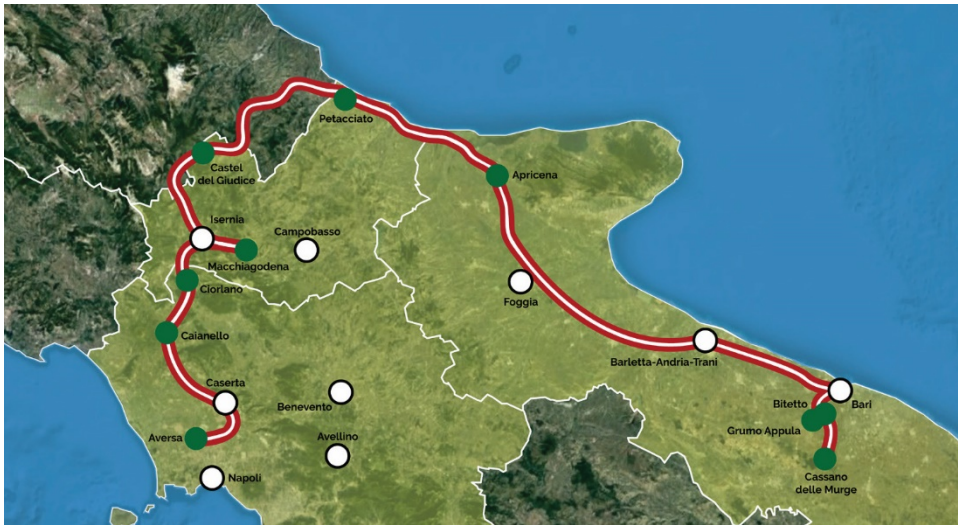 Petacciato
Castel
del Giudice
Apricena
Isernia
Campobasso
Macchiagodena
Ciorlano
Foggia
Caianello
Barletta-Andria-Trani
Caserta
Benevento
Bitetto
Bari
Grumo Appula
Aversa
Avellino
Napoli
Cassano
delle Murge